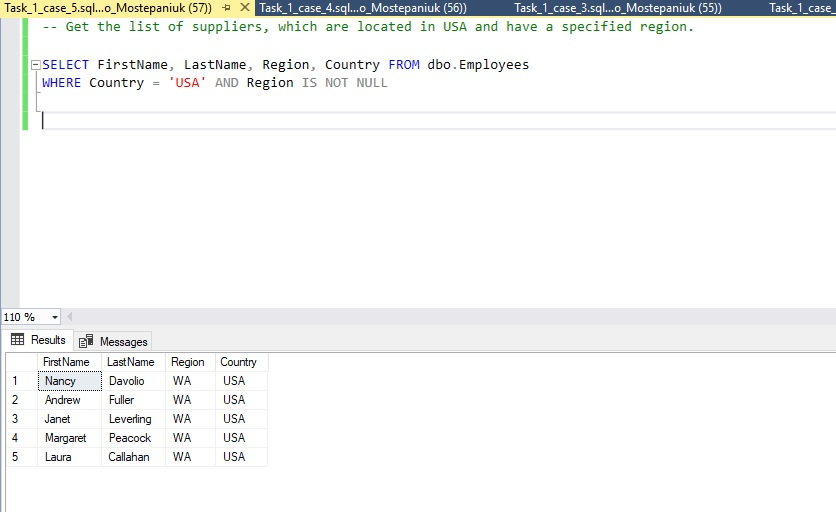 Task_1_case_5.sql...o_Mostepaniuk (57)) Task_1_case_4.sql...o_Mostepaniuk (56)) Task_1_case_3.sql...o_Mostepaniuk (55)) Task_1_case_
-- Get the list of suppliers, which are located in USA and have a specified region.
SELECT FirstName, LastName, Region, Country FROM dbo.Employees
WHERE Country = 'USA' AND Region IS NOT NULL
110 %
Results Messages
FirstName LastName Region Country
1 Nancy Davolio WA USA
2 Andrew Fuller WA USA
3 Janet Leverling WA USA
4 Margaret Peacock WA USA
5 Laura Callahan WA USA